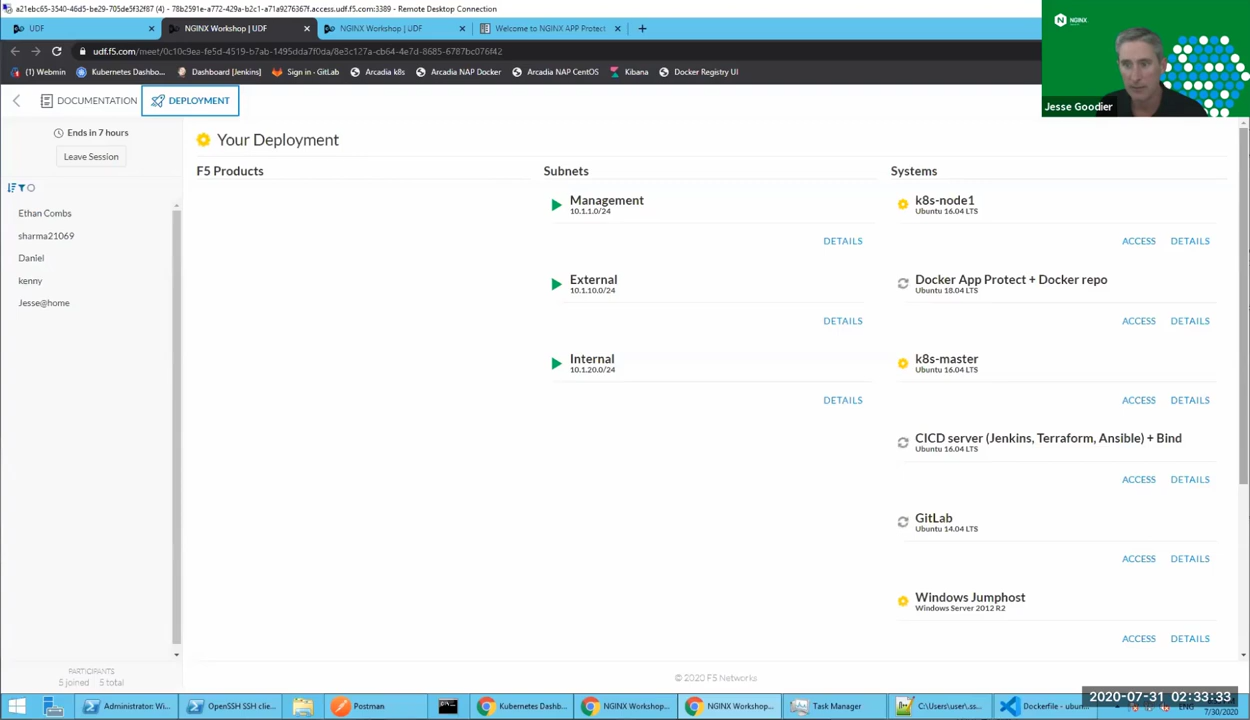 a21ebc65-3540-46d5-be29-705de5f32f87 (4) - 78b2591e-a772-429a-b2c1-a71a9276367f.access.udf.f5.com:3389 - Remote Desktop Connection
UDF
NGINX Workshop | UDF
NGINX Workshop | UDF
Welcome to NGINX APP Protect
udf.f5.com/meet/0c10c9ea-fe5d-4519-b7ab-1495dda7f0da/8e3c127a-cb64-4e7d-8685-6787bc076f42
(1) Webmin
Kubernetes Dashbo...
Dashboard [Jenkins]
Sign in · GitLab
Arcadia k8s
Arcadia NAP Docker
Arcadia NAP CentOS
Kibana
Docker Registry UI
NGINX
Jesse Goodier
DOCUMENTATION
DEPLOYMENT
Ends in 7 hours
Leave Session
Ethan Combs
sharma21069
Daniel
kenny
Jesse@home
PARTICIPANTS
5 joined 5 total
Your Deployment
F5 Products
Subnets
Management
10.1.1.0/24
DETAILS
External
10.1.10.0/24
DETAILS
Internal
10.1.20.0/24
DETAILS
Systems
k8s-node1
Ubuntu 16.04 LTS
ACCESS DETAILS
Docker App Protect + Docker repo
Ubuntu 18.04 LTS
ACCESS DETAILS
k8s-master
Ubuntu 16.04 LTS
ACCESS DETAILS
CICD server (Jenkins, Terraform, Ansible) + Bind
Ubuntu 16.04 LTS
ACCESS DETAILS
GitLab
Ubuntu 14.04 LTS
ACCESS DETAILS
Windows Jumphost
Windows Server 2012 R2
ACCESS DETAILS
© 2020 F5 Networks
Administrator: Wi...
OpenSSH SSH clie...
Postman
Kubernetes Dashb...
NGINX Workshop...
NGINX Workshop...
Task Manager
C:\Users\user\.ss...
Dockerfile - ubun...
2020-07-31 02:33:33
7/30/2020